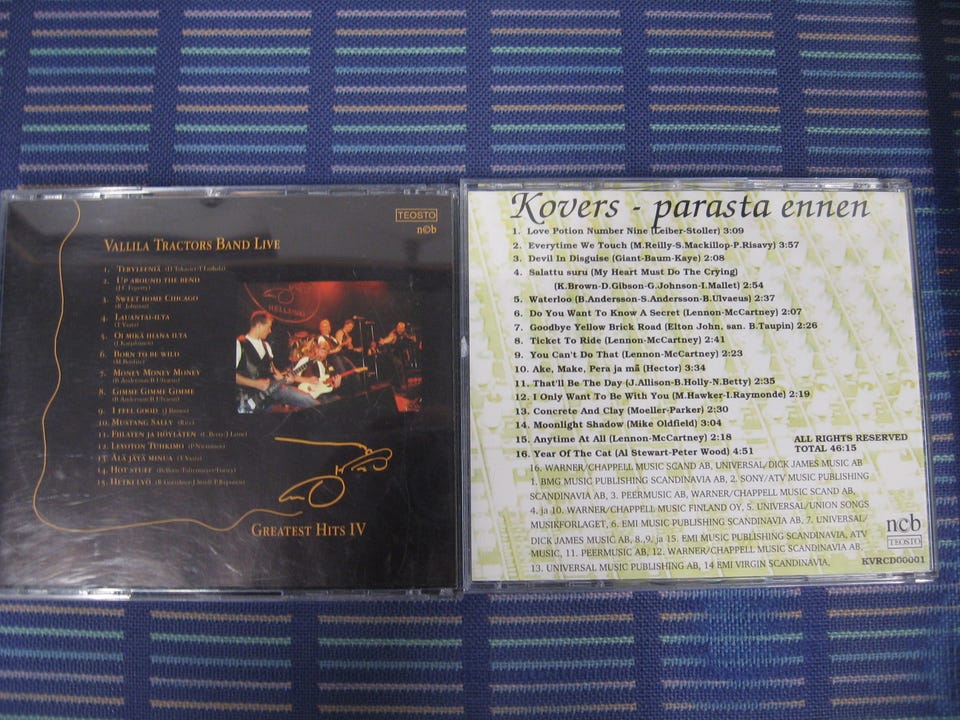 TEOSTO
n©b
VALLILA TRACTORS BAND LIVE
1. TERYLEENIÄ
2. UP AROUND THE BEND
(J.C. Fogerty)
3. SWEET HOME CHICAGO
(R. Johnson)
4. LAUANTAI-ILTA
5. OI MIKÄ IHANA ILTA
6. BORN TO BE WILD
(M.Bonfire)
7. MONEY MONEY MONEY
(B.Andersson-B.Ulvaeus)
8. GIMME GIMME GIMME
(B.Andersson-B.Ulvaeus)
9. I FEEL GOOD (J.Brown)
10. MUSTANG SALLY (Rice)
11. FIILATEN JA HÖYLÄTEN
12. LEVOTON TUHKIMO
13. ÄLÄ JÄTÄ MINUA
14. HOT STUFF
15. HETKI LYÖ
HELSINKI
GREATEST HITS IV
Kovers - parasta ennen
1. Love Potion Number Nine (Leiber-Stoller) 3:09
2. Everytime We Touch (M.Reilly-S.Mackillop-P.Risavy) 3:57
3. Devil In Disguise (Giant-Baum-Kaye) 2:08
4. Salattu suru (My Heart Must Do The Crying)
(K.Brown-D.Gibson-G.Johnson-I.Mallet) 2:54
5. Waterloo (B.Andersson-S.Andersson-B.Ulvaeus) 2:37
6. Do You Want To Know A Secret (Lennon-McCartney) 2:07
7. Goodbye Yellow Brick Road (Elton John, san. B.Taupin) 2:26
8. Ticket To Ride (Lennon-McCartney) 2:41
9. You Can't Do That (Lennon-McCartney) 2:23
10. Ake, Make, Pera ja mä (Hector) 3:34
11. That'll Be The Day (J.Allison-B.Holly-N.Betty) 2:35
12. I Only Want To Be With You (M.Hawker-I.Raymonde) 2:19
13. Concrete And Clay (Moeller-Parker) 2:30
14. Moonlight Shadow (Mike Oldfield) 3:04
15. Anytime At All (Lennon-McCartney) 2:18
16. Year Of The Cat (Al Stewart-Peter Wood) 4:51
ALL RIGHTS RESERVED
TOTAL 46:15
16. WARNER/CHAPPELL MUSIC SCAND AB, UNIVERSAL/DICK JAMES MUSIC AB
1. BMG MUSIC PUBLISHING SCANDINAVIA AB, 2. SONY/ATV MUSIC PUBLISHING
SCANDINAVIA AB, 3. PEERMUSIC AB, WARNER/CHAPPELL MUSIC SCAND AB,
4. ja 10. WARNER/CHAPPELL MUSIC FINLAND OY, 5. UNIVERSAL/UNION SONGS
MUSIKFORLAGET, 6. EMI MUSIC PUBLISHING SCANDINAVIA AB, 7. UNIVERSAL/
DICK JAMES MUSIC AB, 8.,9. ja 15. EMI MUSIC PUBLISHING SCANDINAVIA, ATV
MUSIC, 11. PEERMUSIC AB, 12. WARNER/CHAPPELL MUSIC SCANDINAVIA AB.
13. UNIVERSAL MUSIC PUBLISHING AB, 14 EMI VIRGIN SCANDINAVIA,
ncb
TEOSTO
KVRCD00001